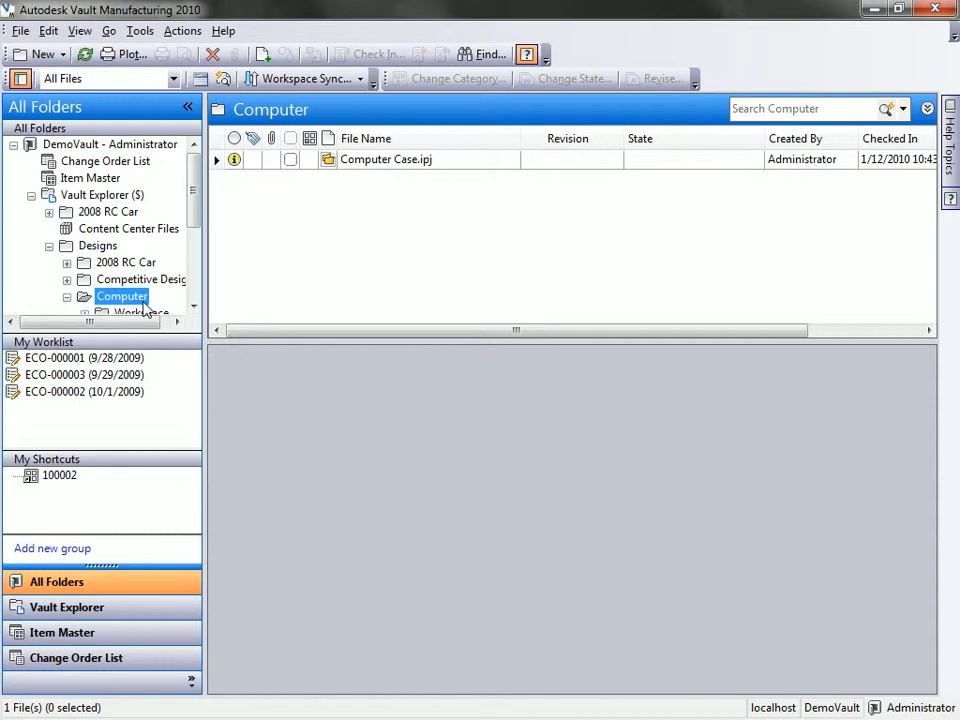 Autodesk Vault Manufacturing 2010
File Edit View Go Tools Actions Help
New Plot... Check In... Find...
All Files Workspace Sync... Change Category... Change State... Revise...
All Folders
All Folders
DemoVault - Administrator
Change Order List
Item Master
Vault Explorer ($)
2008 RC Car
Content Center Files
Designs
2008 RC Car
Competitive Desig
Computer
My Worklist
ECO-000001 (9/28/2009)
ECO-000003 (9/29/2009)
ECO-000002 (10/1/2009)
My Shortcuts
100002
Add new group
All Folders
Vault Explorer
Item Master
Change Order List
Computer
Search Computer
File Name Revision State Created By Checked In
Computer Case.ipj Administrator 1/12/2010 10:43
Help Topics
1 File(s) (0 selected)
localhost DemoVault Administrator